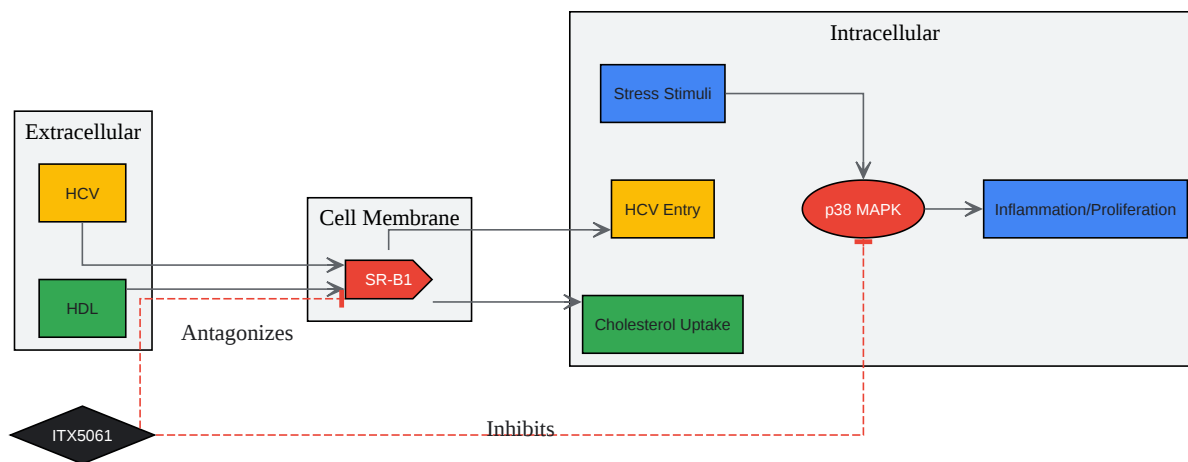 Intracellular
Stress Stimuli
Extracellular
HCV
Cell Membrane
HCV Entry
p38 MAPK
Inflammation/Proliferation
SR-B1
HDL
Cholesterol Uptake
Antagonizes
ITX5061
Inhibits